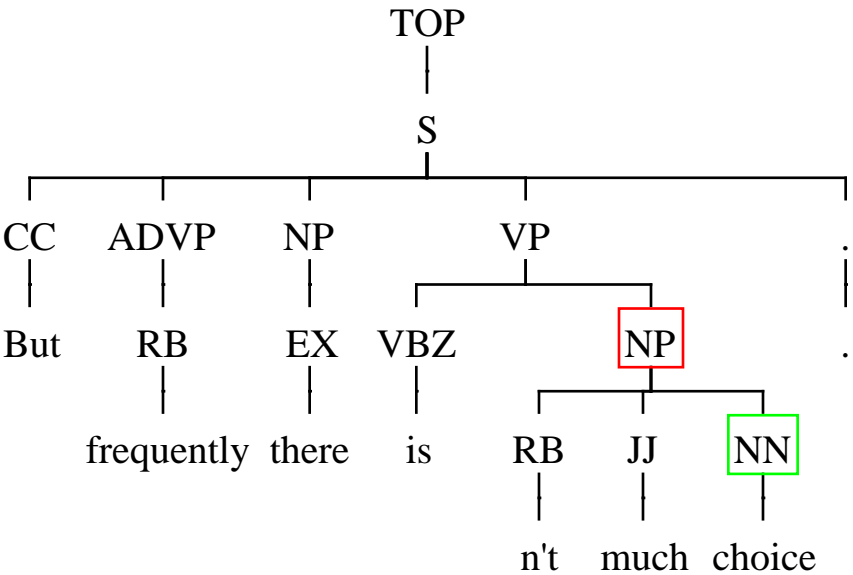 TOP
S
CC ADVP NP VP .
But RB EX VBZ NP .
frequently there is RB JJ NN
n't much choice